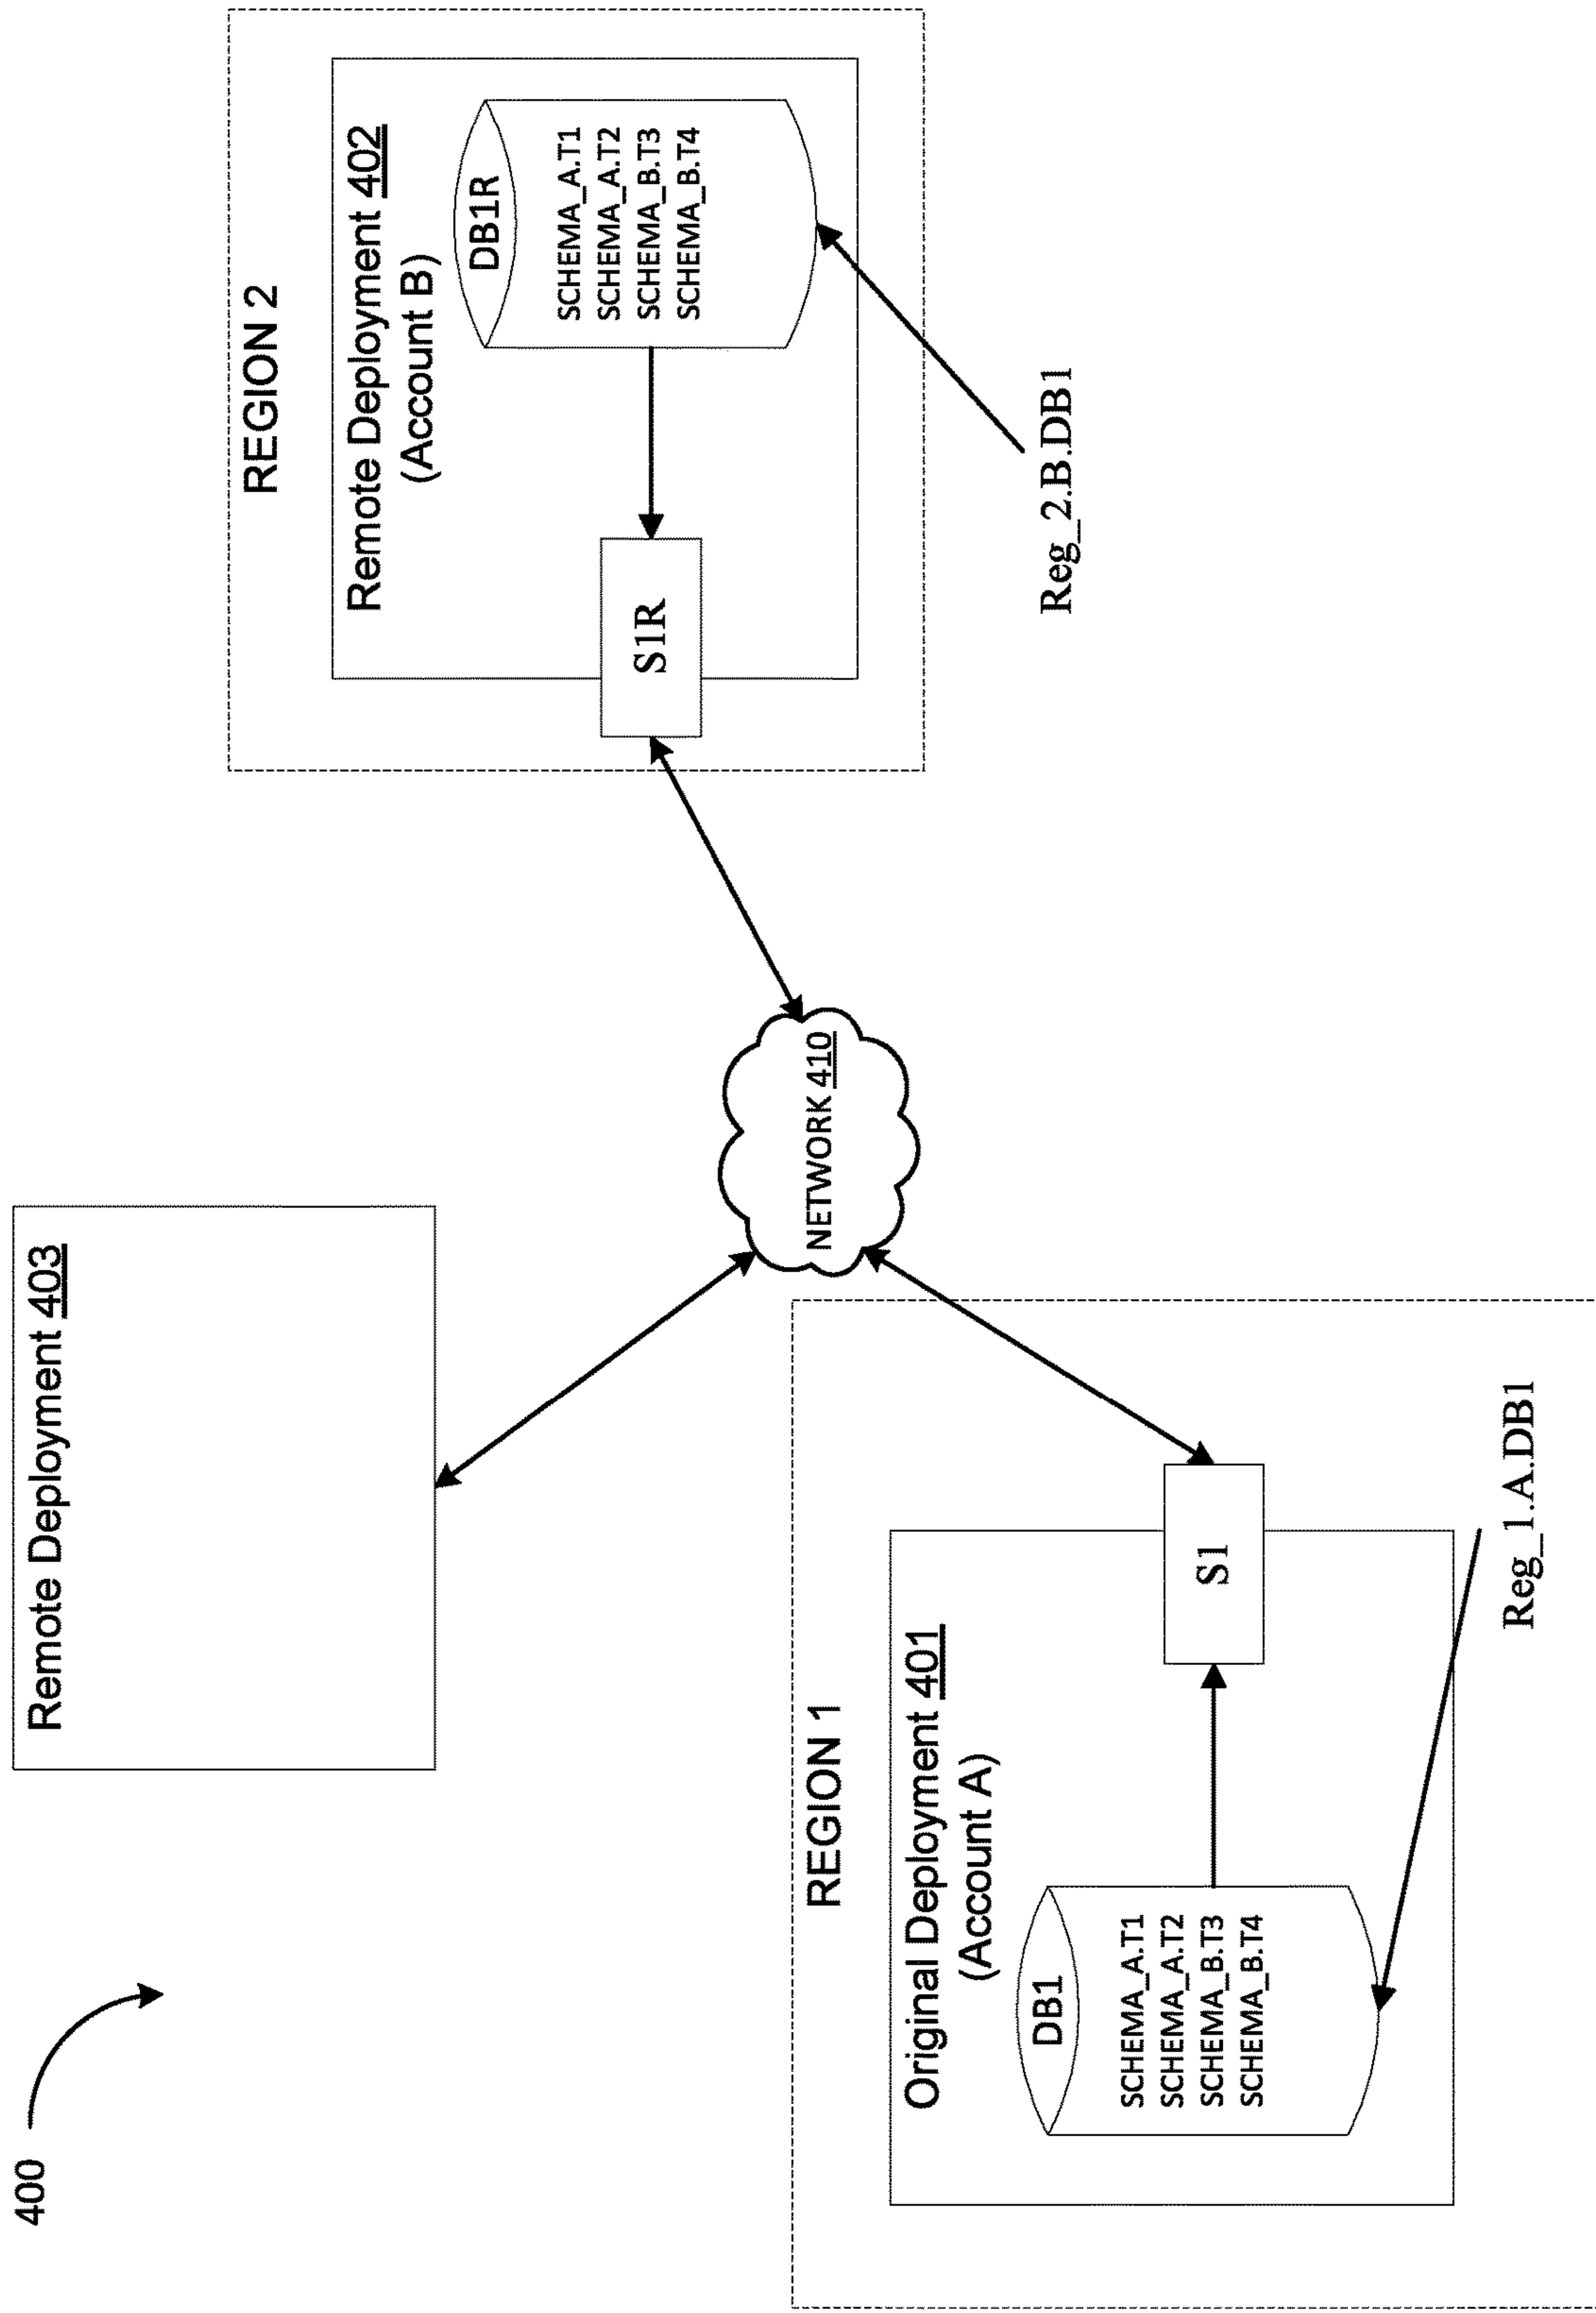 400
Remote Deployment 403
REGION 2
Remote Deployment 402
(Account B)
DB1R
SCHEMA_A.T1
SCHEMA_A.T2
SCHEMA_B.T3
SCHEMA_B.T4
S1R
Reg_2.B.DB1
NETWORK 410
REGION 1
Original Deployment 401
(Account A)
DB1
SCHEMA_A.T1
SCHEMA_A.T2
SCHEMA_B.T3
SCHEMA_B.T4
S1
Reg_1.A.DB1